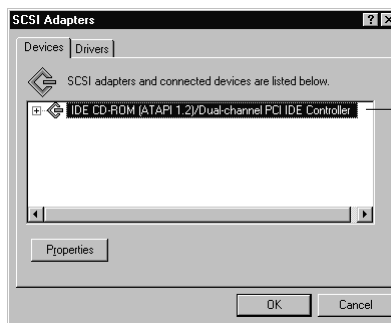 SCSI Adapters
Devices Drivers
SCSI adapters and connected devices are listed below.
IDE CD-ROM (ATAPI 1.2)/Dual-channel PCI IDE Controller
Properties
OK Cancel